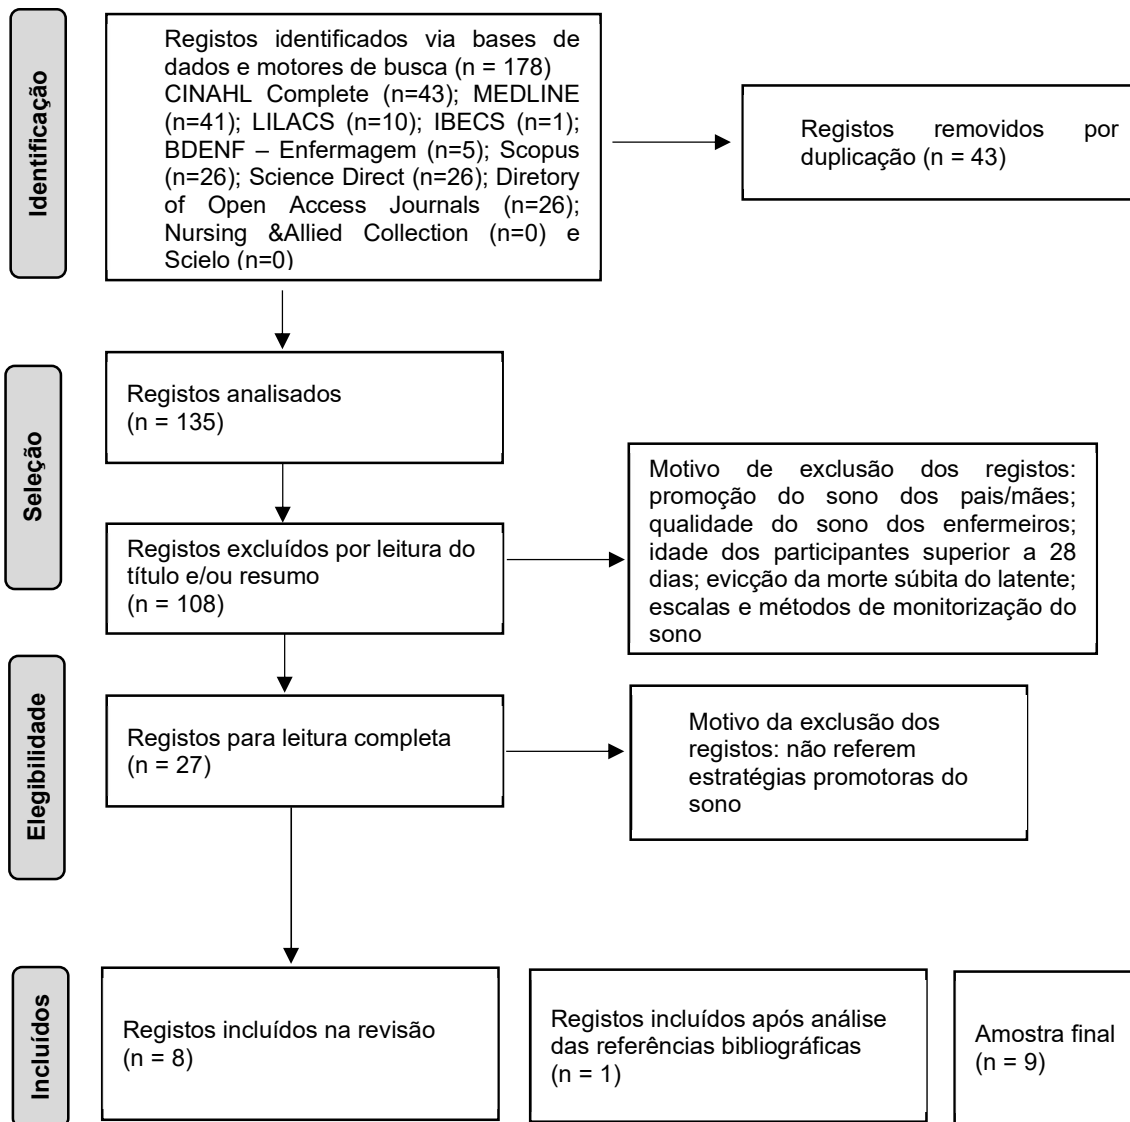 Identificação
Registos identificados via bases de
dados e motores de busca (n = 178)
CINAHL Complete (n=43); MEDLINE
(n=41); LILACS (n=10); IBECS (n=1);
BDENF – Enfermagem (n=5); Scopus
(n=26); Science Direct (n=26); Diretory
of Open Access Journals (n=26);
Nursing &Allied Collection (n=0) e
Scielo (n=0)
Registos removidos por
duplicação (n = 43)
Seleção
Registos analisados
(n = 135)
Registos excluídos por leitura do
título e/ou resumo
(n = 108)
Motivo de exclusão dos registos:
promoção do sono dos pais/mães;
qualidade do sono dos enfermeiros;
idade dos participantes superior a 28
dias; evicção da morte súbita do latente;
escalas e métodos de monitorização do
sono
Elegibilidade
Registos para leitura completa
(n = 27)
Motivo da exclusão dos
registos: não referem
estratégias promotoras do
sono
Incluídos
Registos incluídos na revisão
(n = 8)
Registos incluídos após análise
das referências bibliográficas
(n = 1)
Amostra final
(n = 9)